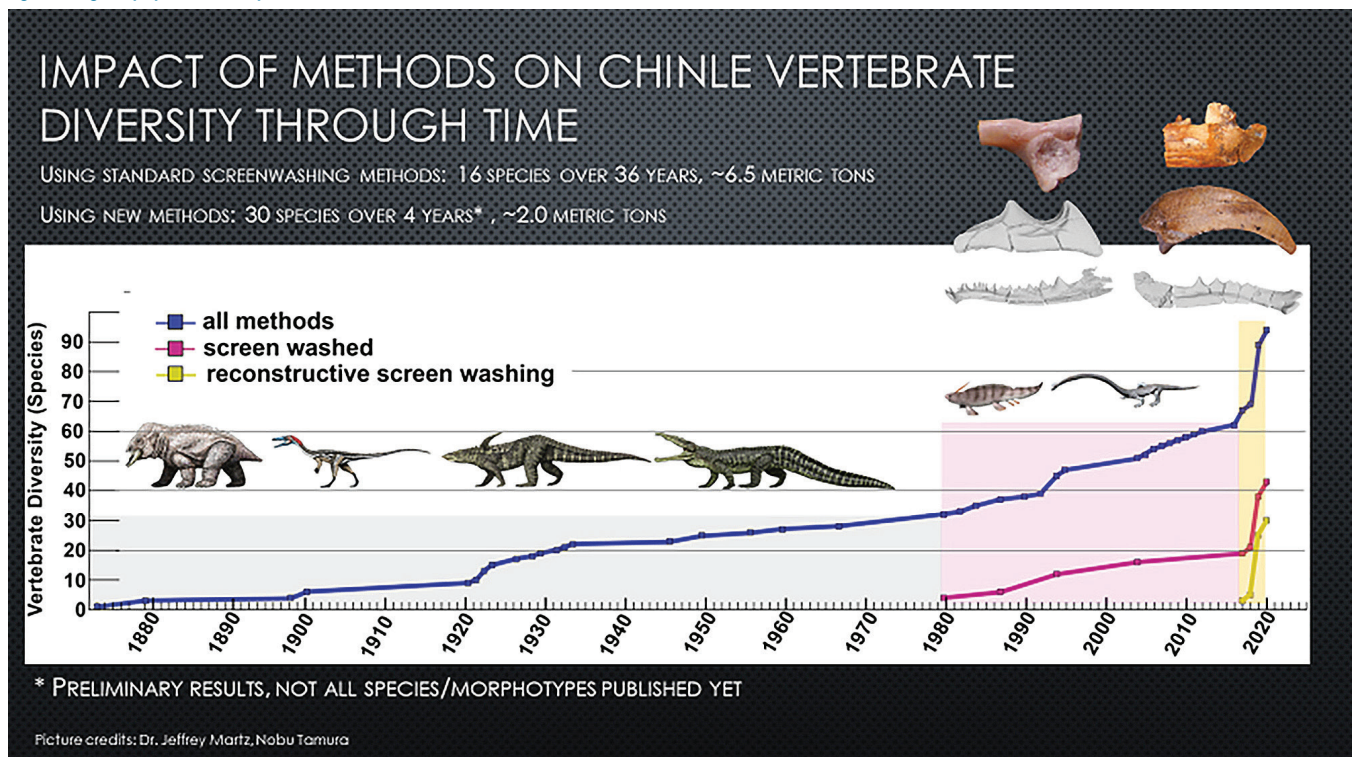 IMPACT OF METHODS ON CHINLE VERTEBRATE
DIVERSITY THROUGH TIME
USING STANDARD SCREENWASHING METHODS: 16 SPECIES OVER 36 YEARS, ~6.5 METRIC TONS
USING NEW METHODS: 30 SPECIES OVER 4 YEARS* , ~2.0 METRIC TONS
all methods
screen washed
reconstructive screen washing
Vertebrate Diversity (Species)
90
80
70
60
50
40
30
20
10
0
1880 1890 1900 1910 1920 1930 1940 1950 1960 1970 1980 1990 2000 2010 2020
* PRELIMINARY RESULTS, NOT ALL SPECIES/MORPHOTYPES PUBLISHED YET
Picture credits: Dr. Jeffrey Martz, Nobu Tamura